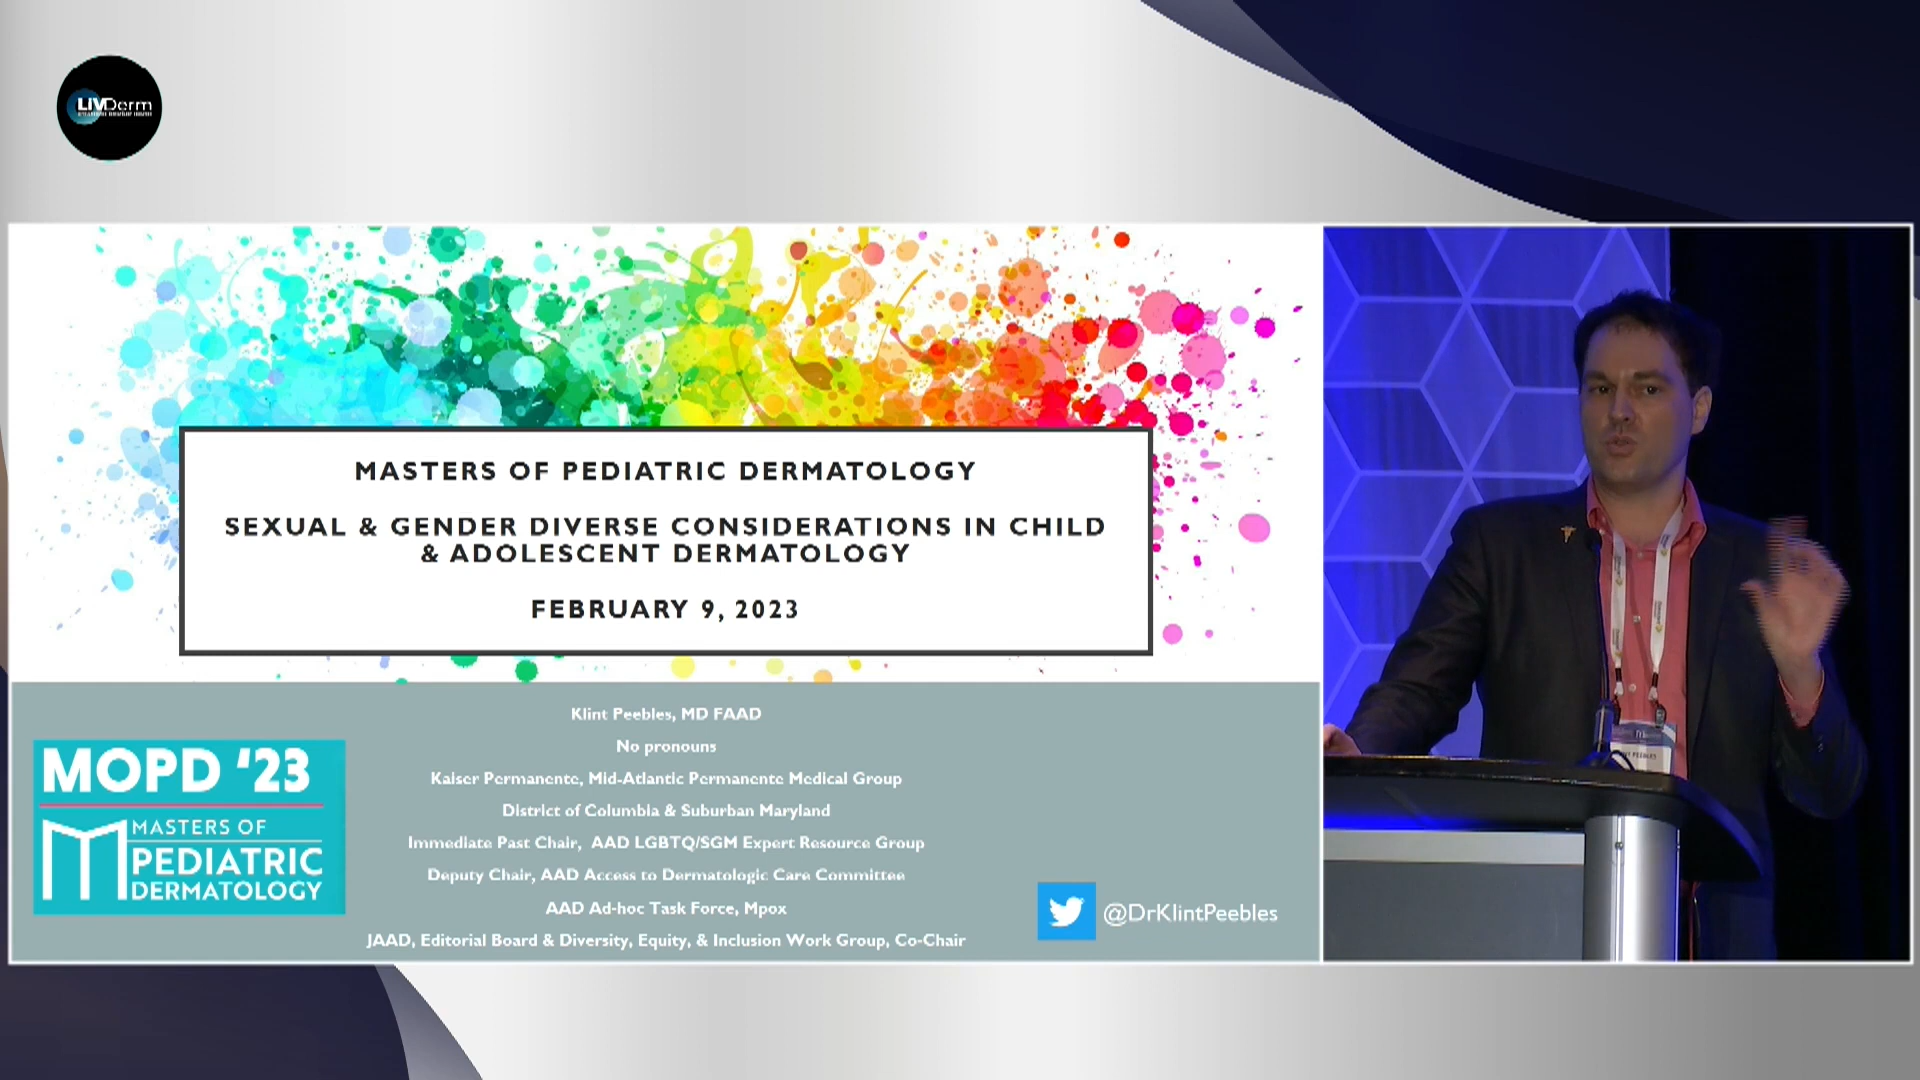 LIVDerm
MASTERS OF PEDIATRIC DERMATOLOGY
SEXUAL & GENDER DIVERSE CONSIDERATIONS IN CHILD
& ADOLESCENT DERMATOLOGY
FEBRUARY 9, 2023
Klint Peebles, MD FAAD
No pronouns
Kaiser Permanente, Mid-Atlantic Permanente Medical Group
District of Columbia & Suburban Maryland
Immediate Past Chair, AAD LGBTQ/SGM Expert Resource Group
Deputy Chair, AAD Access to Dermatologic Care Committee
AAD Ad-hoc Task Force, Mpox
JAAD, Editorial Board & Diversity, Equity, & Inclusion Work Group, Co-Chair
MOPD '23
MASTERS OF
PEDIATRIC
DERMATOLOGY
@DrKlintPeebles